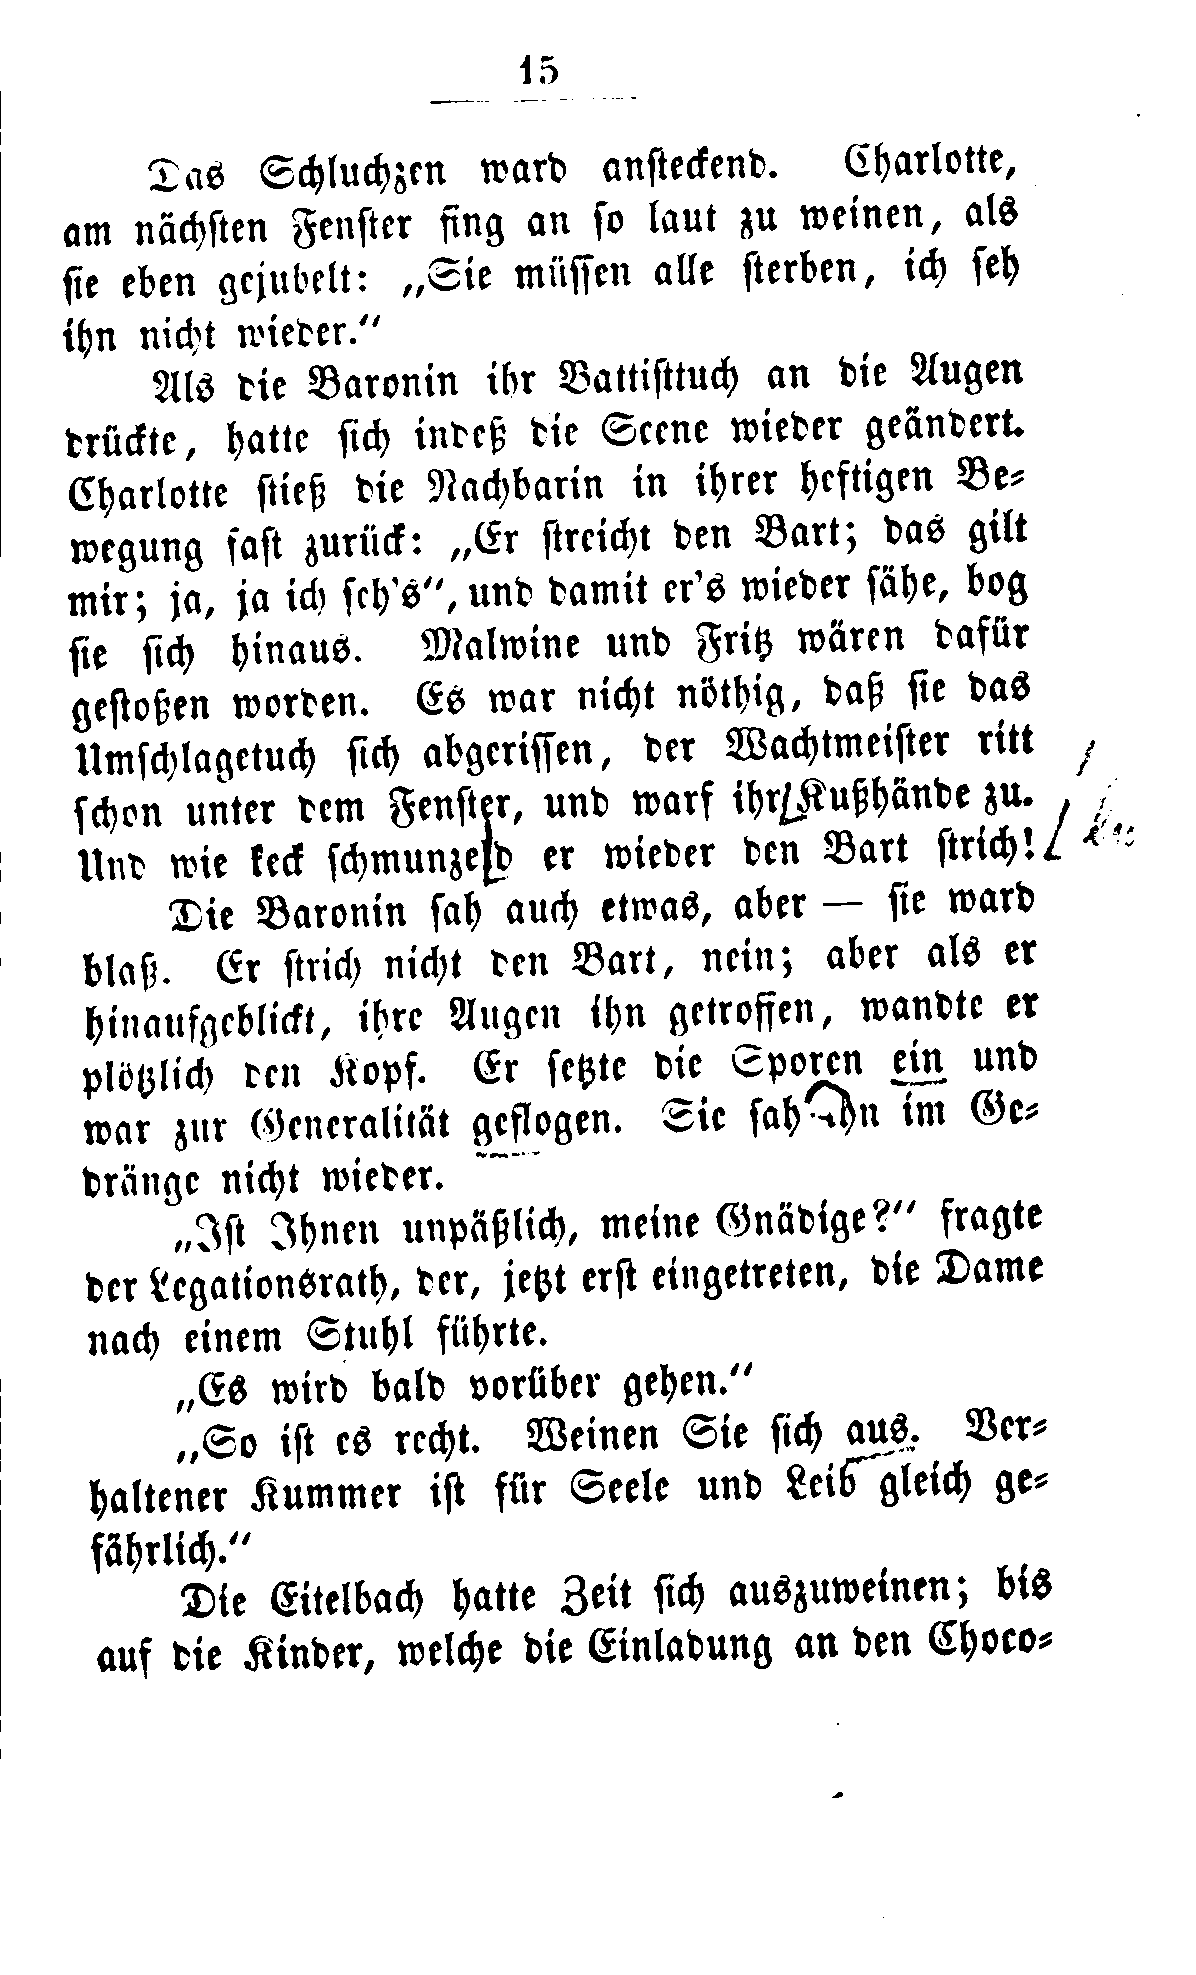 15
Das Schluchzen ward ansteckend. Charlotte,
am nächsten Fenster fing an so laut zu weinen, als
sie eben gejubelt: „Sie müssen alle sterben, ich seh
ihn nicht wieder.“
Als die Baronin ihr Battisttuch an die Augen
drückte, hatte sich indeß die Scene wieder geändert.
Charlotte stieß die Nachbarin in ihrer heftigen Be-
wegung fast zurück: „Er streicht den Bart; das gilt
mir; ja, ja ich seh's“, und damit er's wieder sähe, bog
sie sich hinaus. Malwine und Fritz wären dafür
gestoßen worden. Es war nicht nöthig, daß sie das
Umschlagetuch sich abgerissen, der Wachtmeister ritt
schon unter dem Fenster, und warf ihr Kußhände zu.
Und wie keck schmunzeld er wieder den Bart strich!
Die Baronin sah auch etwas, aber — sie ward
blaß. Er strich nicht den Bart, nein; aber als er
hinaufgeblickt, ihre Augen ihn getroffen, wandte er
plötzlich den Kopf. Er setzte die Sporen ein und
war zur Generalität geflogen. Sie sah ihn im Ge-
dränge nicht wieder.
„Ist Ihnen unpäßlich, meine Gnädige?“ fragte
der Legationsrath, der, jetzt erst eingetreten, die Dame
nach einem Stuhl führte.
„Es wird bald vorüber gehen.“
„So ist es recht. Weinen Sie sich aus. Ver-
haltener Kummer ist für Seele und Leib gleich ge-
fährlich.“
Die Eitelbach hatte Zeit sich auszuweinen; bis
auf die Kinder, welche die Einladung an den Choco-